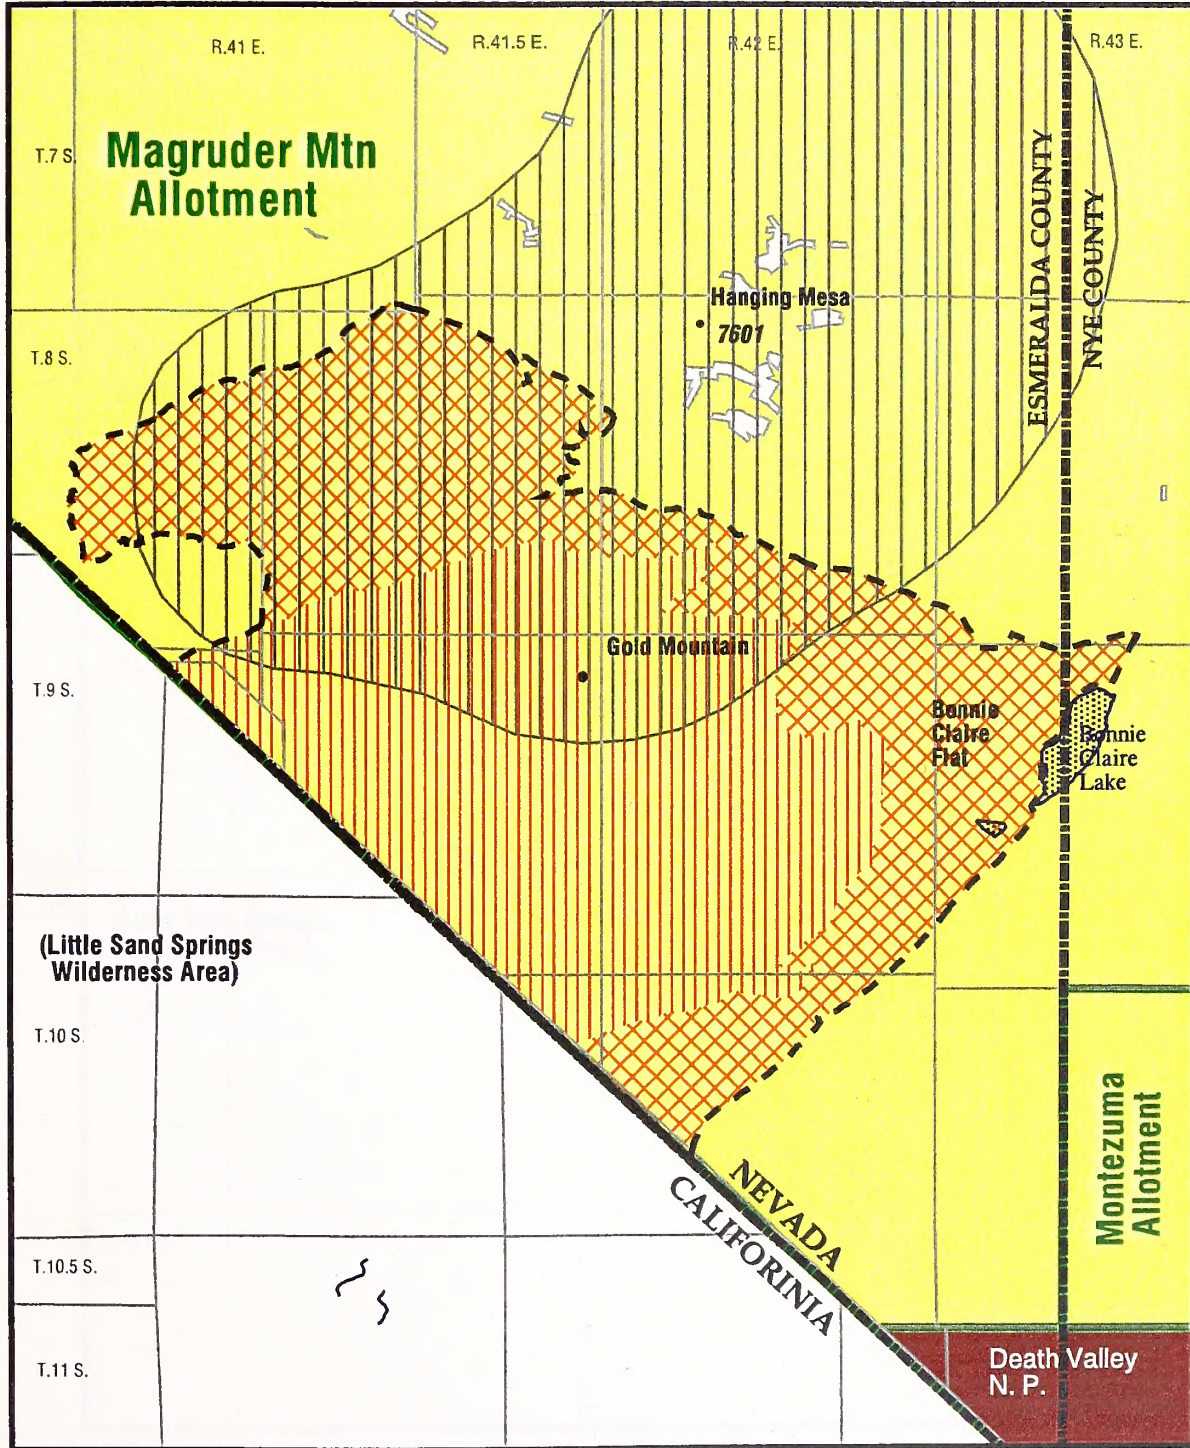 R.41 E.
R.41.5 E.
R.42 E.
R.43 E.
T.7 S.
Magruder Mtn
Allotment
ESMERALDA COUNTY
NYE COUNTY
Hanging Mesa
7601
T.8 S.
Gold Mountain
T.9 S.
Bonnie
Claire
Flat
Bonnie
Claire
Lake
(Little Sand Springs
Wilderness Area)
T.10 S.
Montezuma
Allotment
NEVADA
CALIFORINIA
T.10.5 S.
T.11 S.
Death Valley
N. P.